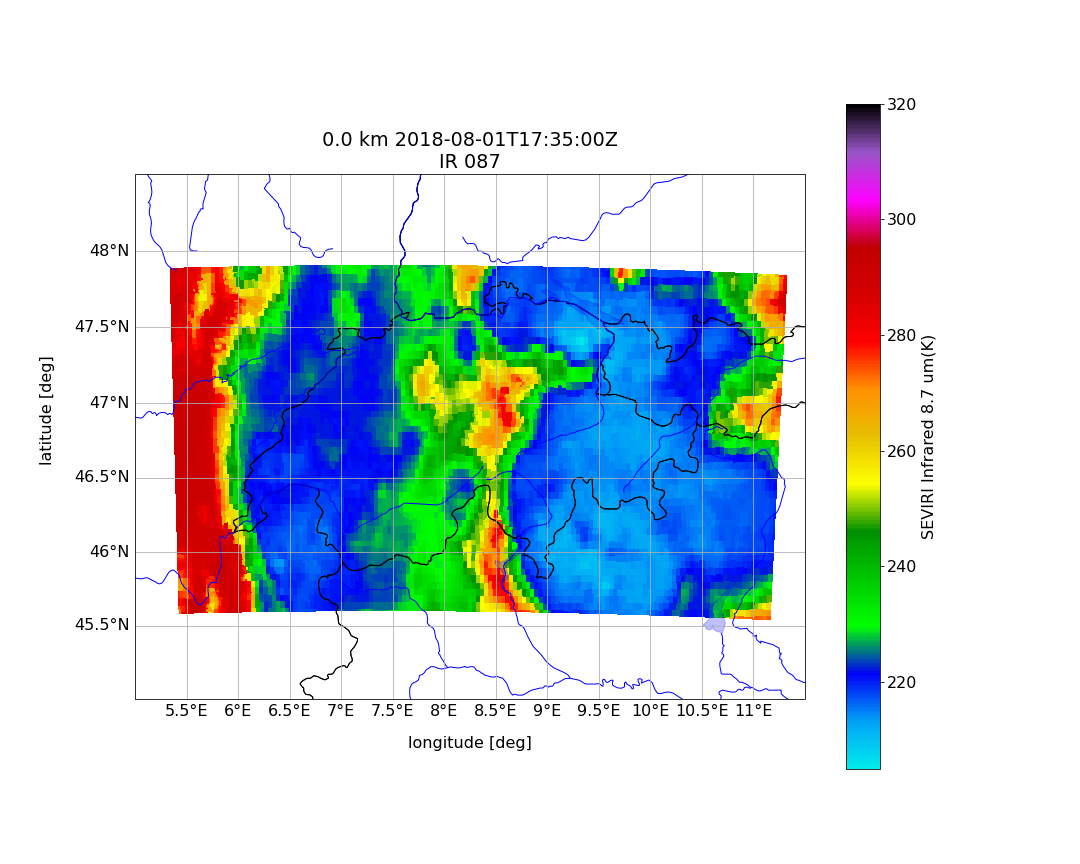 0.0 km 2018-08-01T17:35:00Z
IR 087
320
300
280
260
240
220
SEVIRI Infrared 8.7 um(K)
48°N
47.5°N
47°N
46.5°N
46°N
45.5°N
latitude [deg]
5.5°E 6°E 6.5°E 7°E 7.5°E 8°E 8.5°E 9°E 9.5°E 10°E 10.5°E 11°E
longitude [deg]